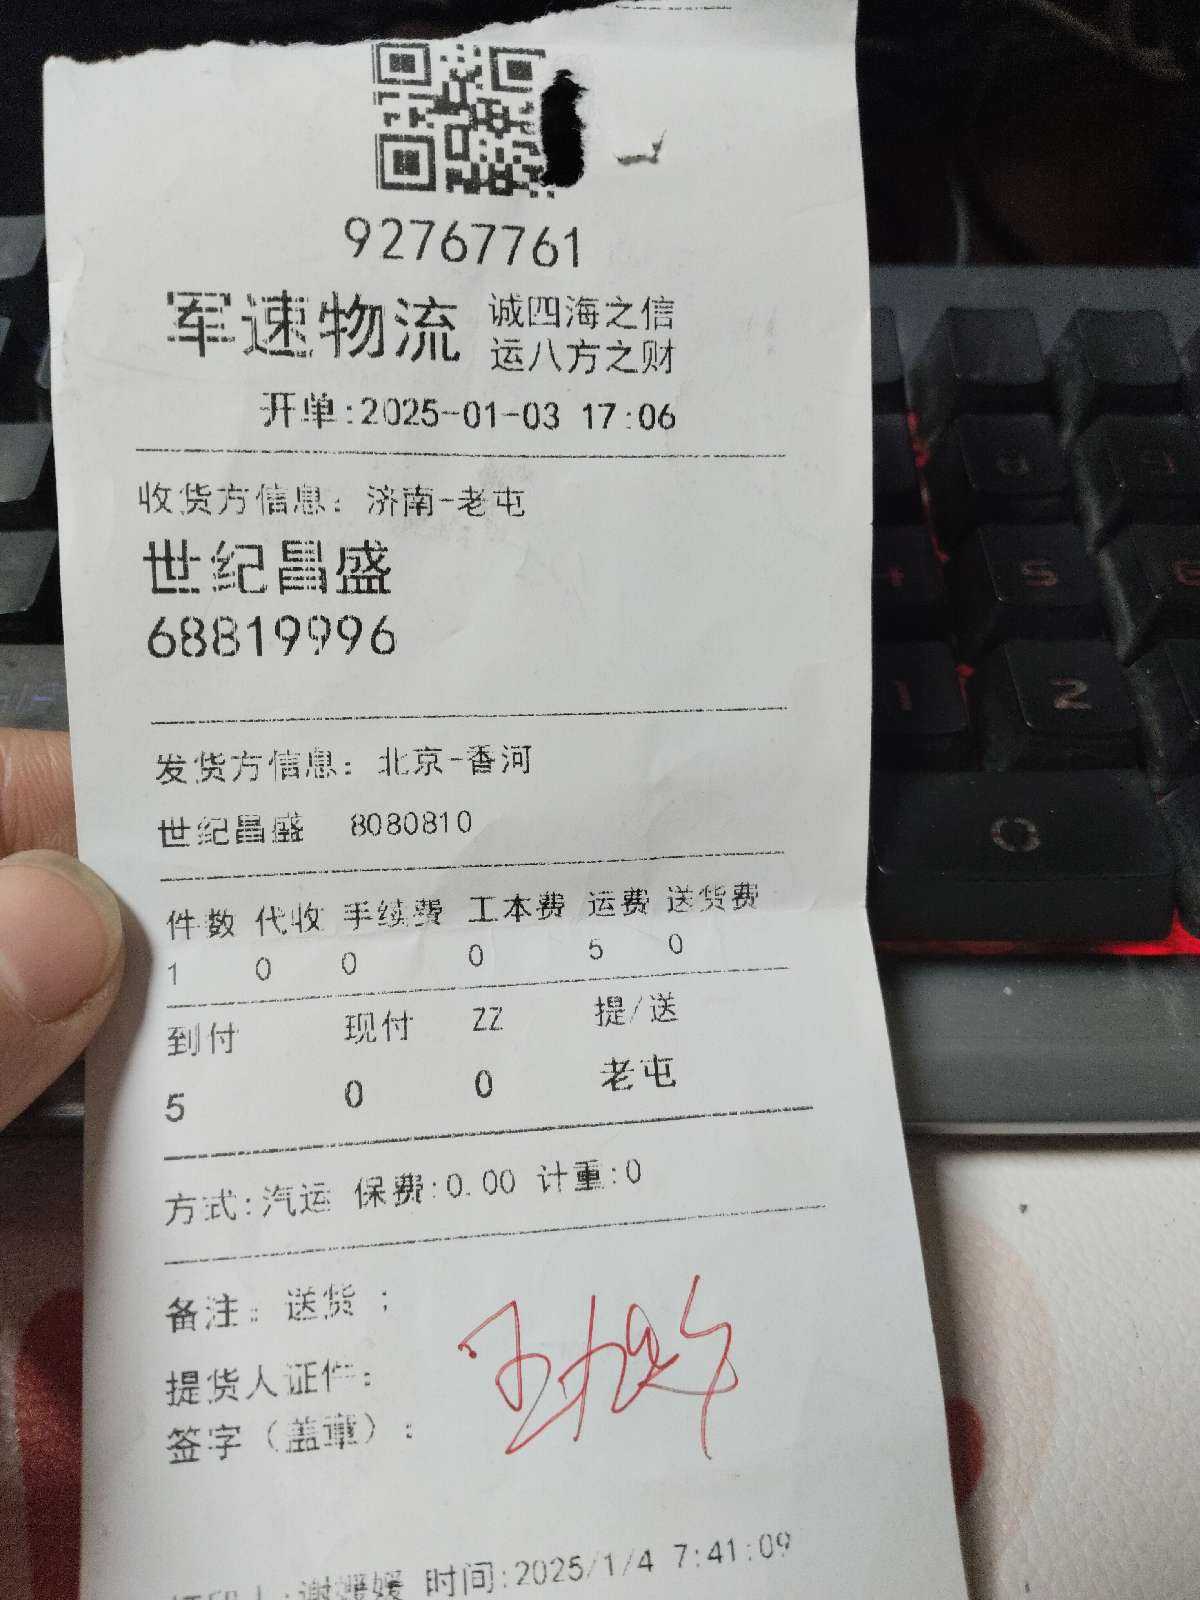 92767761
军速物流 诚四海之信
运八方之财
开单:2025-01-03 17:06
收货方信息: 济南-老屯
世纪昌盛
68819996
发货方信息: 北京-香河
世纪昌盛 8080810
件数 代收 手续费 工本费 运费 送货费
1 0 0 0 5 0
到付 现付 ZZ 提/送
5 0 0 老屯
方式:汽运 保费:0.00 计重:0
备注: 送货 ;
提货人证件:
签字（盖章）:
时间:2025/1/4 7:41:09